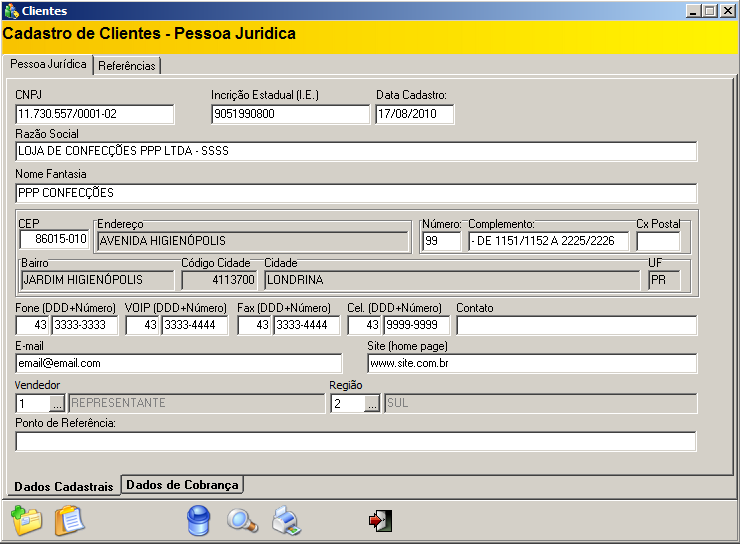 Clientes
Cadastro de Clientes - Pessoa Juridica
Pessoa Jurídica Referências
CNPJ Incrição Estadual (I.E.) Data Cadastro:
11.730.557/0001-02 9051990800 17/08/2010
Razão Social
LOJA DE CONFECÇÕES PPP LTDA - SSSS
Nome Fantasia
PPP CONFECÇÕES
CEP Endereço Número: Complemento: Cx Postal
86015-010 AVENIDA HIGIENÓPOLIS 99 - DE 1151/1152 A 2225/2226
Bairro Código Cidade Cidade UF
JARDIM HIGIENÓPOLIS 4113700 LONDRINA PR
Fone (DDD+Número) VOIP (DDD+Número) Fax (DDD+Número) Cel. (DDD+Número) Contato
43 3333-3333 43 3333-4444 43 3333-4444 43 9999-9999
E-mail Site (home page)
email@email.com www.site.com.br
Vendedor Região
1 ... REPRESENTANTE 2 ... SUL
Ponto de Referência:
Dados Cadastrais Dados de Cobrança